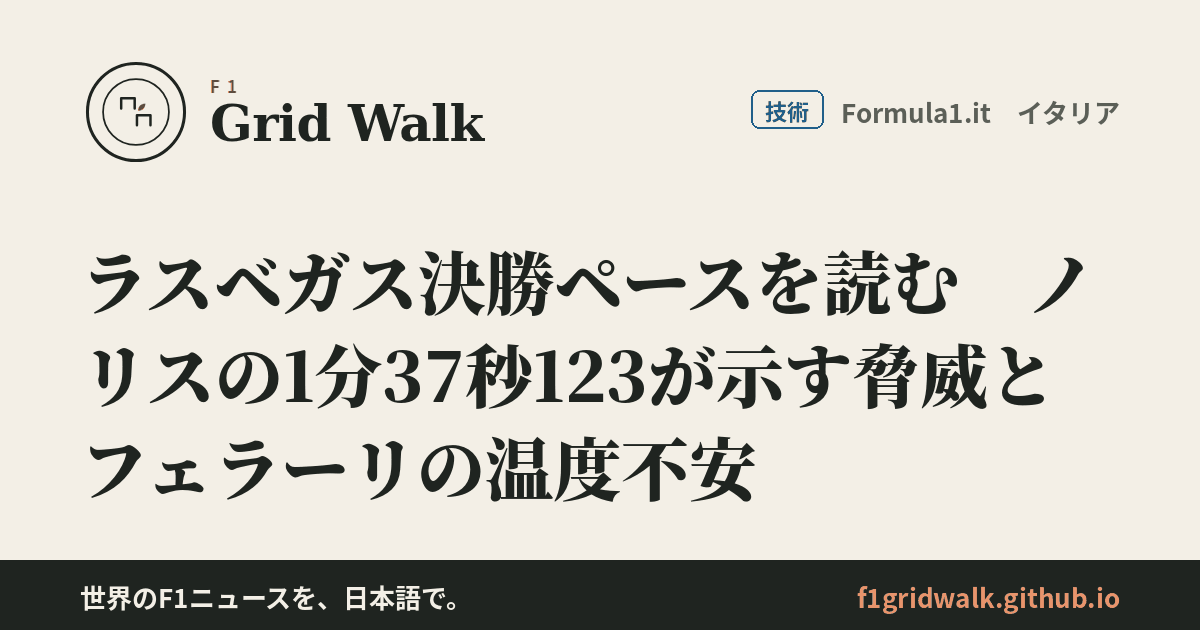 F1
Grid Walk
技術 Formula1.it イタリア
ラスベガス決勝ペースを読む　ノ
リスの1分37秒123が示す脅威と
フェラーリの温度不安
世界のF1ニュースを、日本語で。
f1gridwalk.github.io